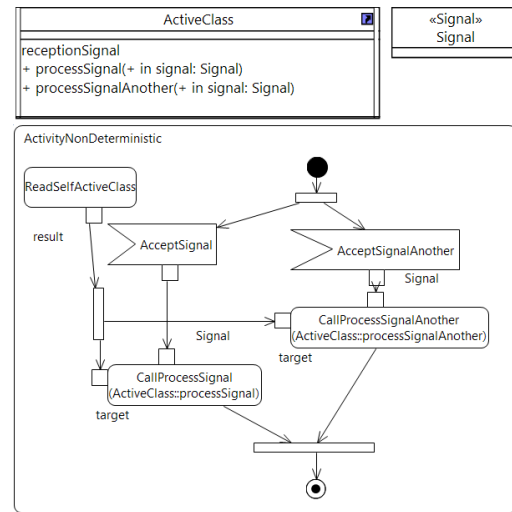 ActiveClass
receptionSignal
+ processSignal(+ in signal: Signal)
+ processSignalAnother(+ in signal: Signal)
«Signal»
Signal
ActivityNonDeterministic
ReadSelfActiveClass
result
AcceptSignal
AcceptSignalAnother
Signal
CallProcessSignalAnother
(ActiveClass::processSignalAnother)
Signal
target
CallProcessSignal
(ActiveClass::processSignal)
target